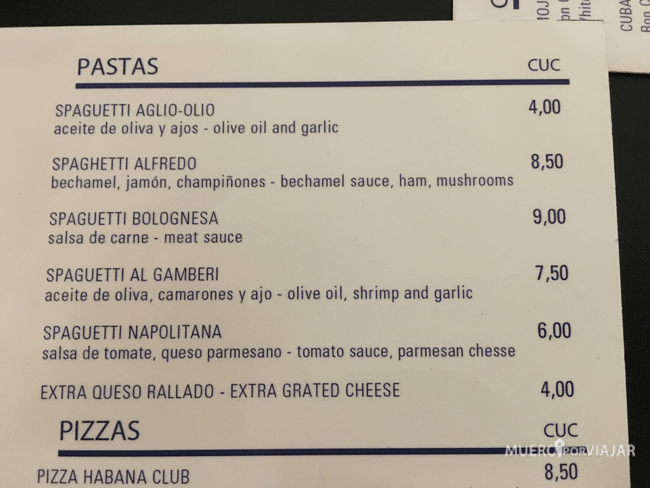 PASTAS CUC
SPAGUETTI AGLIO-OLIO 4,00
aceite de oliva y ajos - olive oil and garlic
SPAGHETTI ALFREDO 8,50
bechamel, jamón, champiñones - bechamel sauce, ham, mushrooms
SPAGUETTI BOLOGNESA 9,00
salsa de carne - meat sauce
SPAGUETTI AL GAMBERI 7,50
aceite de oliva, camarones y ajo - olive oil, shrimp and garlic
SPAGUETTI NAPOLITANA 6,00
salsa de tomate, queso parmesano - tomato sauce, parmesan chesse
EXTRA QUESO RALLADO - EXTRA GRATED CHEESE 4,00
PIZZAS CUC
PIZZA HABANA CLUB 8,50
MUEROPORVIAJAR